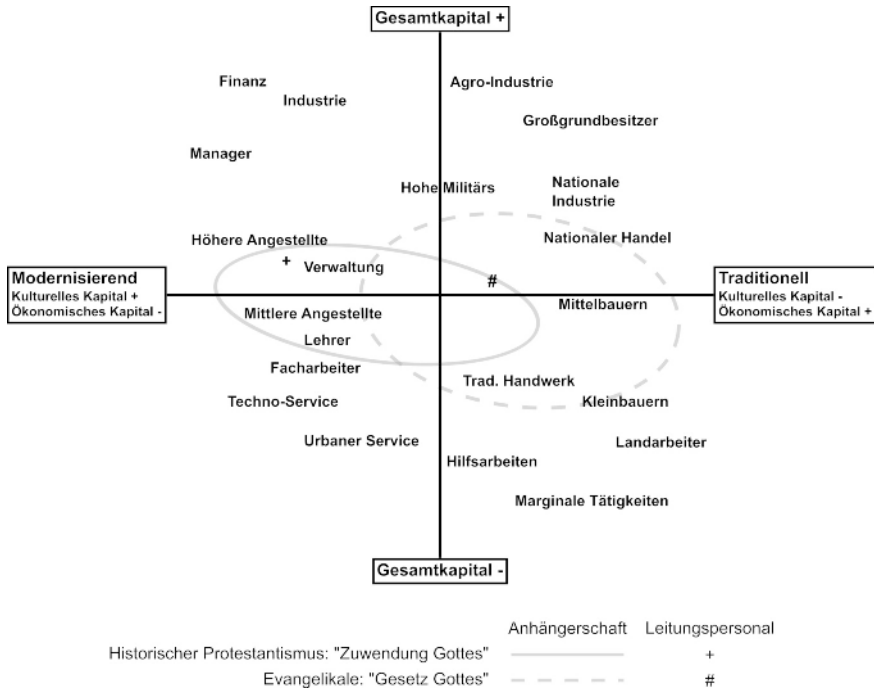 Gesamtkapital +
Finanz
Agro-Industrie
Industrie
Großgrundbesitzer
Manager
Hohe Militärs
Nationale
Industrie
Höhere Angestellte
Nationaler Handel
+
Verwaltung
#
Modernisierend
Kulturelles Kapital +
Ökonomisches Kapital -
Traditionell
Kulturelles Kapital -
Ökonomisches Kapital +
Mittelbauern
Mittlere Angestellte
Lehrer
Facharbeiter
Trad. Handwerk
Techno-Service
Kleinbauern
Urbaner Service
Landarbeiter
Hilfsarbeiten
Marginale Tätigkeiten
Gesamtkapital -
Anhängerschaft Leitungspersonal
Historischer Protestantismus: "Zuwendung Gottes" +
Evangelikale: "Gesetz Gottes" #